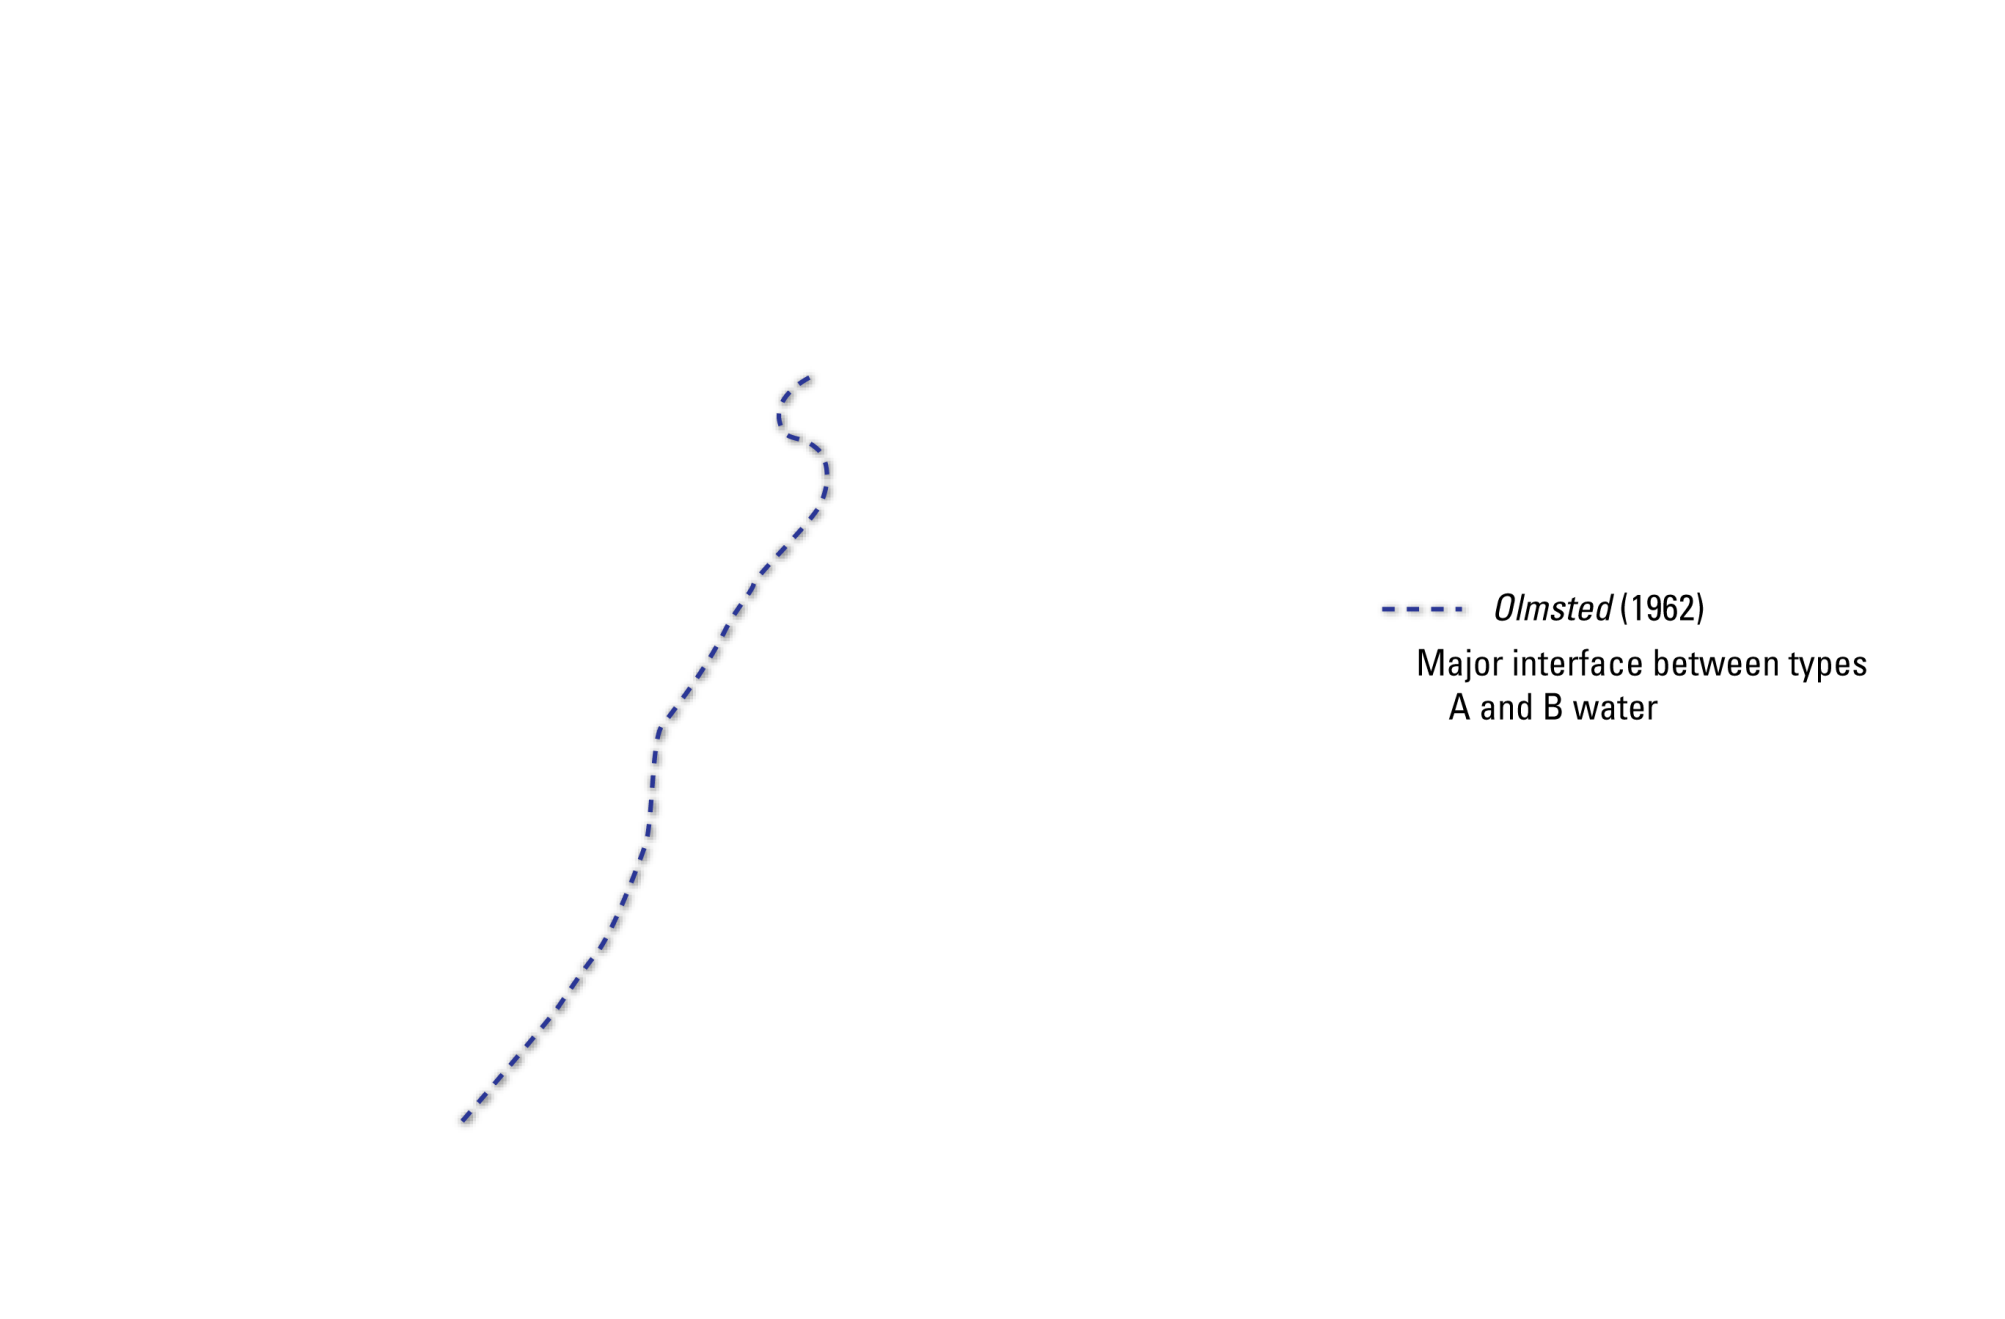 Olmsted (1962)
Major interface between types
A and B water